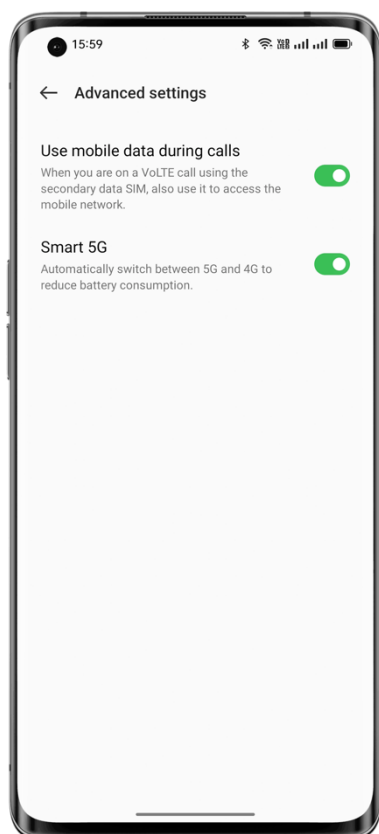 15:59
Advanced settings
Use mobile data during calls
When you are on a VoLTE call using the
secondary data SIM, also use it to access the
mobile network.
Smart 5G
Automatically switch between 5G and 4G to
reduce battery consumption.